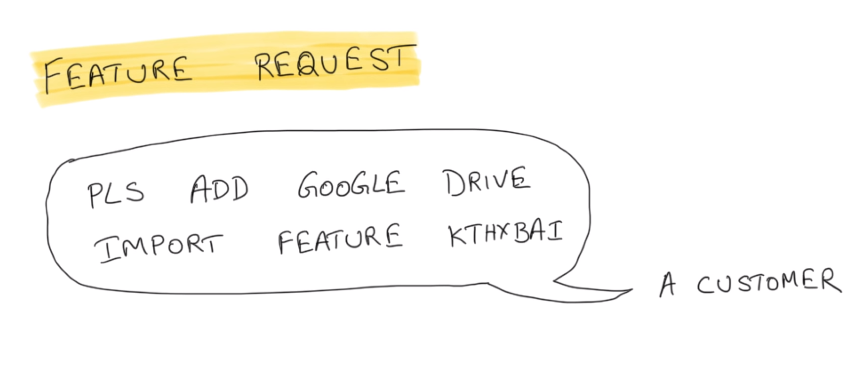 FEATURE REQUEST
PLS ADD GOOGLE DRIVE
IMPORT FEATURE KTHXBAI
A CUSTOMER